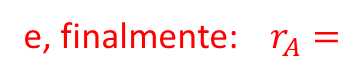 e, finalmente: r_A =